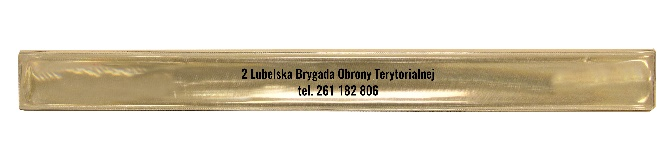 2 Lubelska Brygada Obrony Terytorialnej
tel. 261 182 806